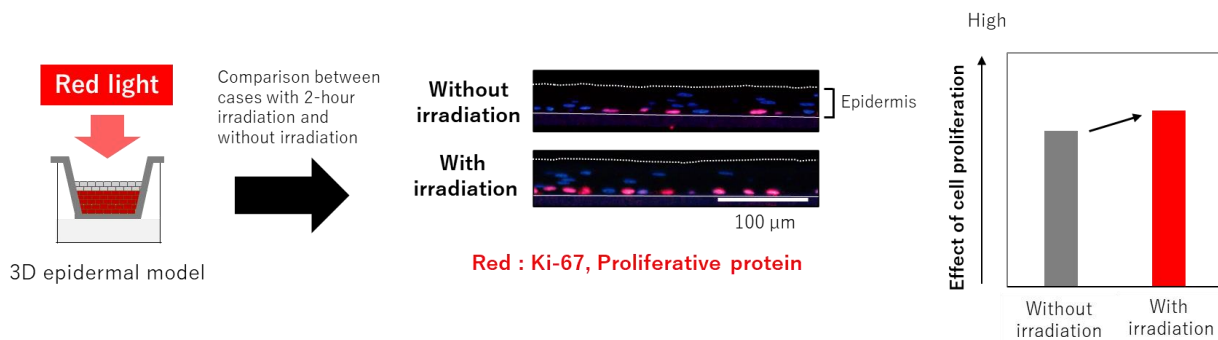 Red light
3D epidermal model
Comparison between
cases with 2-hour
irradiation and
without irradiation
Without
irradiation
With
irradiation
Epidermis
100 μm
Red : Ki-67, Proliferative protein
High
Effect of cell proliferation
Without
irradiation
With
irradiation